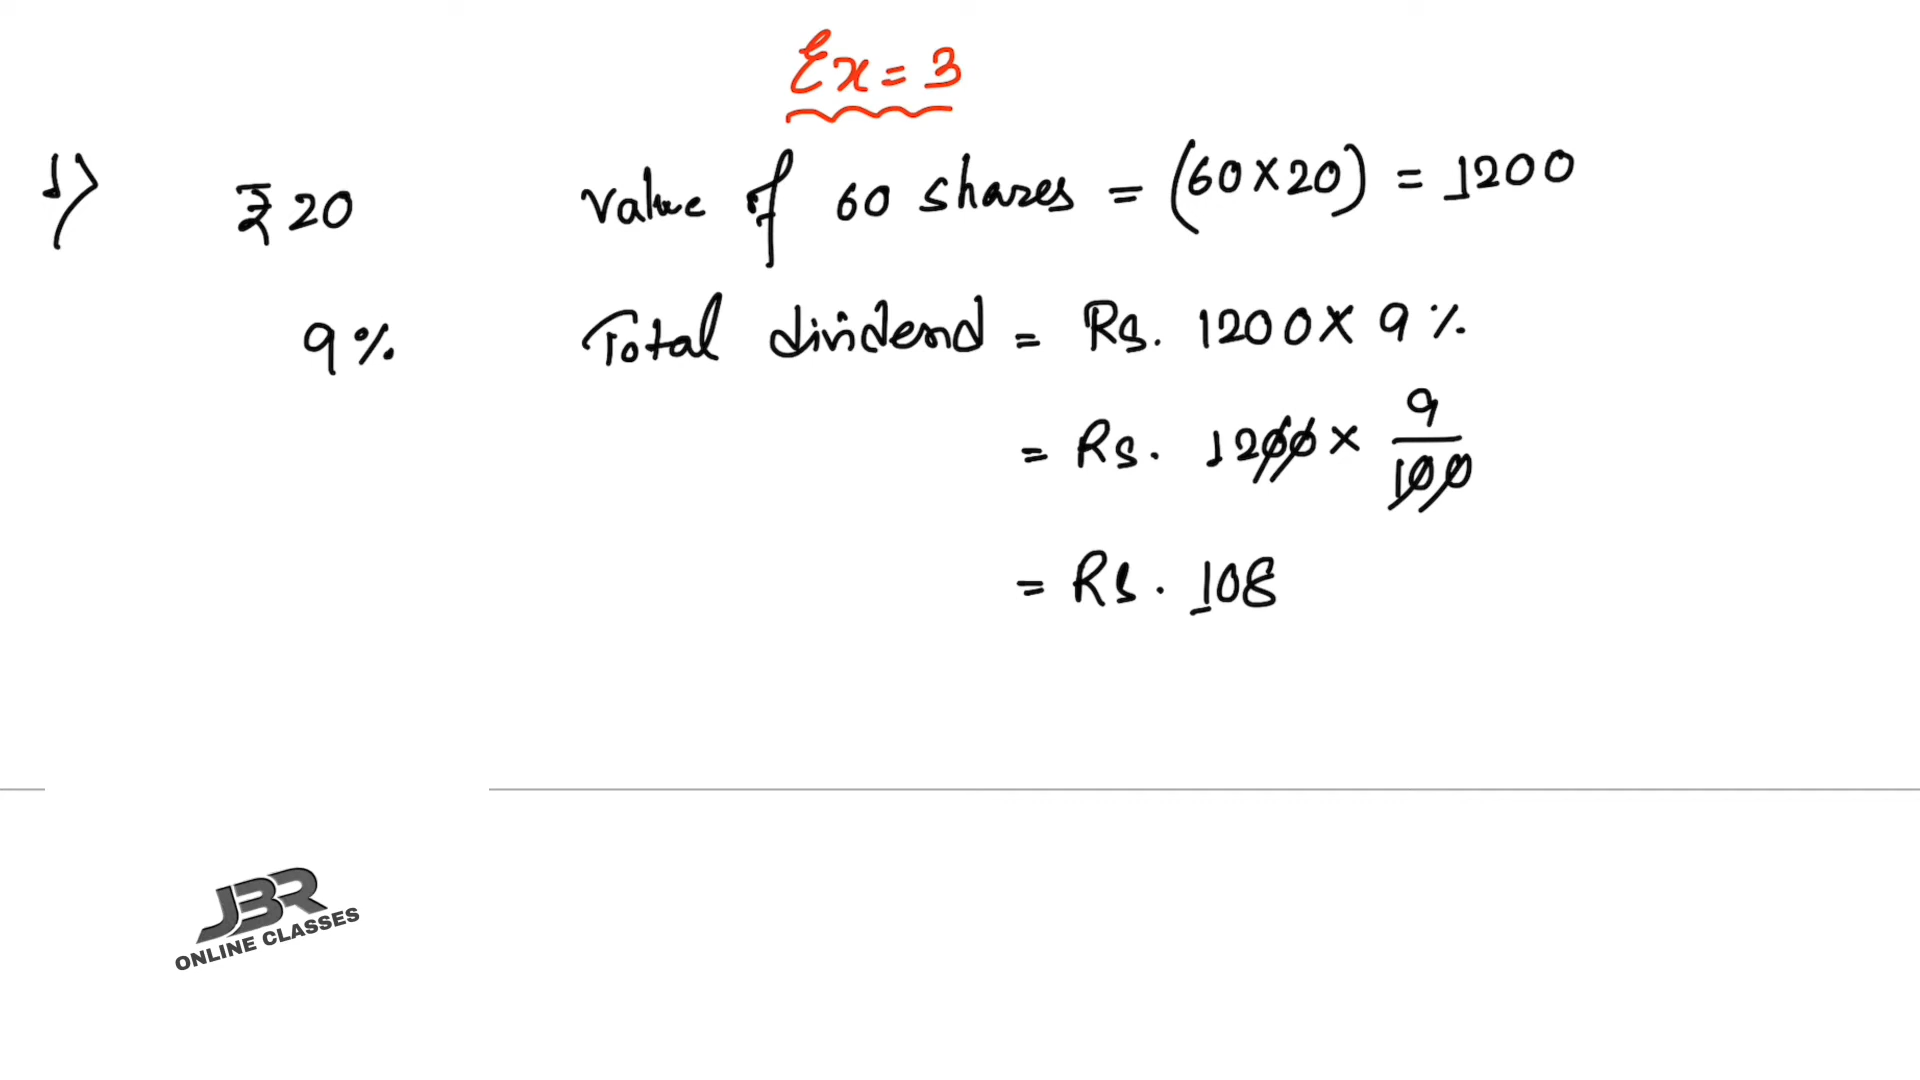 Ex = 3
1) ₹ 20 value of 60 shares = (60×20) = 1200
9% Total dividend = Rs. 1200 × 9%
= Rs. 1200 × 9/100
= Rs. 108
JBR
ONLINE CLASSES